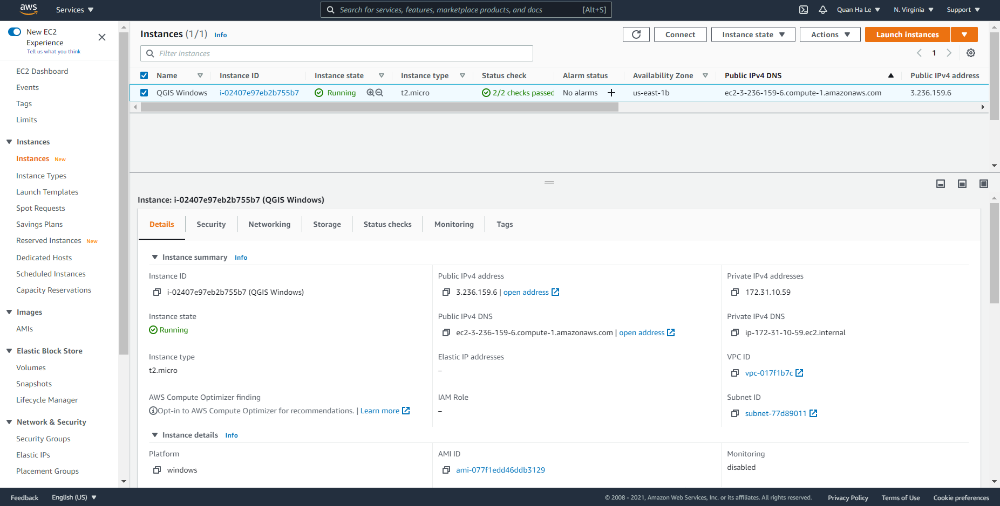 aws Services Search for services, features, marketplace products, and docs [Alt+S] Quan Ha Le N. Virginia Support
New EC2
Experience
Tell us what you think
EC2 Dashboard
Events
Tags
Limits
Instances
Instances New
Instance Types
Launch Templates
Spot Requests
Savings Plans
Reserved Instances New
Dedicated Hosts
Scheduled Instances
Capacity Reservations
Images
AMIs
Elastic Block Store
Volumes
Snapshots
Lifecycle Manager
Network & Security
Security Groups
Elastic IPs
Placement Groups
Instances (1/1) Info Connect Instance state Actions Launch instances
Filter instances 1
Name Instance ID Instance state Instance type Status check Alarm status Availability Zone Public IPv4 DNS Public IPv4 address
QGIS Windows i-02407e97eb2b755b7 Running t2.micro 2/2 checks passed No alarms us-east-1b ec2-3-236-159-6.compute-1.amazonaws.com 3.236.159.6
Instance: i-02407e97eb2b755b7 (QGIS Windows)
Details Security Networking Storage Status checks Monitoring Tags
Instance summary Info
Instance ID Public IPv4 address Private IPv4 addresses
i-02407e97eb2b755b7 (QGIS Windows) 3.236.159.6 | open address 172.31.10.59
Instance state Public IPv4 DNS Private IPv4 DNS
Running ec2-3-236-159-6.compute-1.amazonaws.com | open address ip-172-31-10-59.ec2.internal
Instance type Elastic IP addresses VPC ID
t2.micro – vpc-017f1b7c
AWS Compute Optimizer finding IAM Role Subnet ID
Opt-in to AWS Compute Optimizer for recommendations. | Learn more – subnet-77d89011
Instance details Info
Platform AMI ID Monitoring
windows ami-077f1edd46ddb3129 disabled
Feedback English (US) © 2008 - 2021, Amazon Web Services, Inc. or its affiliates. All rights reserved. Privacy Policy Terms of Use Cookie preferences